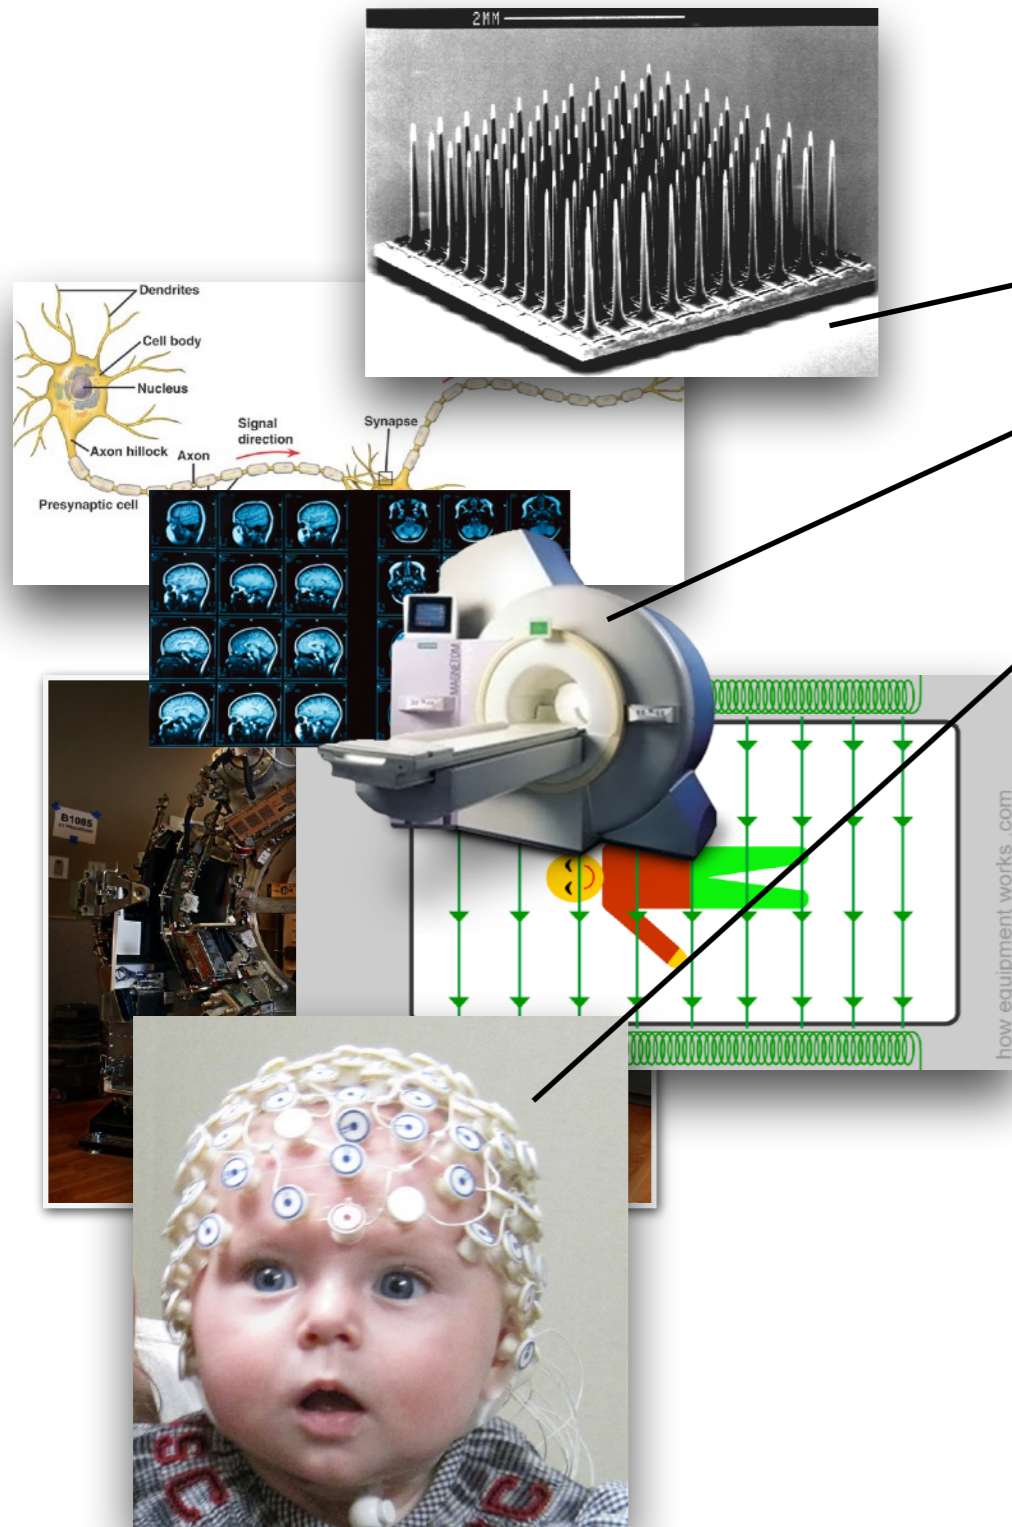 2MM
Dendrites
Cell body
Nucleus
Axon hillock
Axon
Signal
direction
Synapse
Presynaptic cell
MAGNETOM
B1085
how equipment works .com
SC